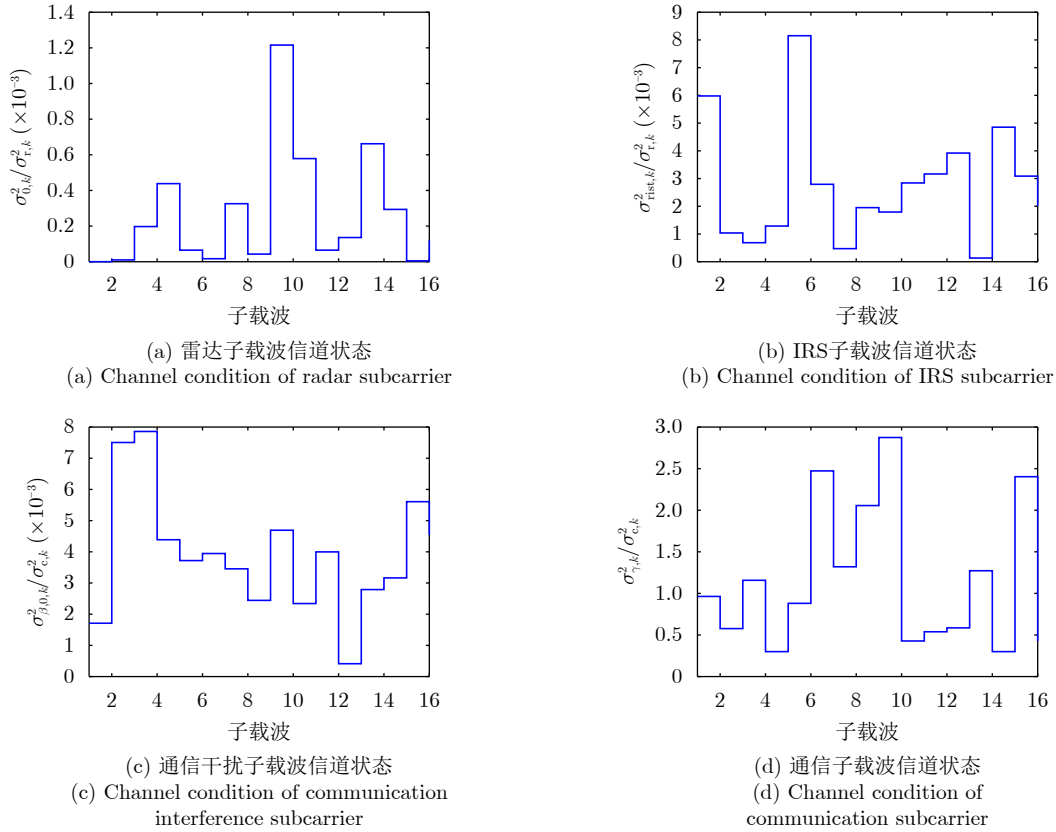 1.4
1.2
1.0
0.8
0.6
0.4
0.2
0
σ²₀,ₖ/σ²ᵣ,ₖ (×10⁻³)
2 4 6 8 10 12 14 16
子载波
(a) 雷达子载波信道状态
(a) Channel condition of radar subcarrier
9
8
7
6
5
4
3
2
1
0
σ²_{rist,k}/σ²_{r,k} (×10⁻³)
2 4 6 8 10 12 14 16
子载波
(b) IRS子载波信道状态
(b) Channel condition of IRS subcarrier
8
7
6
5
4
3
2
1
0
σ²_{β,0,k}/σ²_{c,k} (×10⁻³)
2 4 6 8 10 12 14 16
子载波
(c) 通信干扰子载波信道状态
(c) Channel condition of communication
interference subcarrier
3.0
2.5
2.0
1.5
1.0
0.5
0
σ²_{γ,k}/σ²_{c,k}
2 4 6 8 10 12 14 16
子载波
(d) 通信子载波信道状态
(d) Channel condition of
communication subcarrier